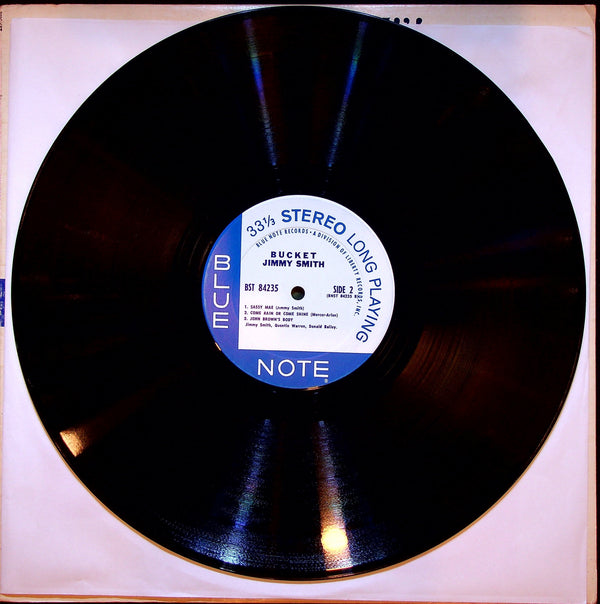 33⅓ STEREO LONG PLAYING
BLUE NOTE RECORDS • A DIVISION OF LIBERTY RECORDS, INC.
BUCKET
JIMMY SMITH
BST 84235
SIDE 2
(BNST 84235
1. SASSY MAE (Jimmy Smith)
2. COME RAIN OR COME SHINE (Mercer-Arlen)
3. JOHN BROWN'S BODY
Jimmy Smith, Quentin Warren, Donald Bailey.
BLUE
NOTE